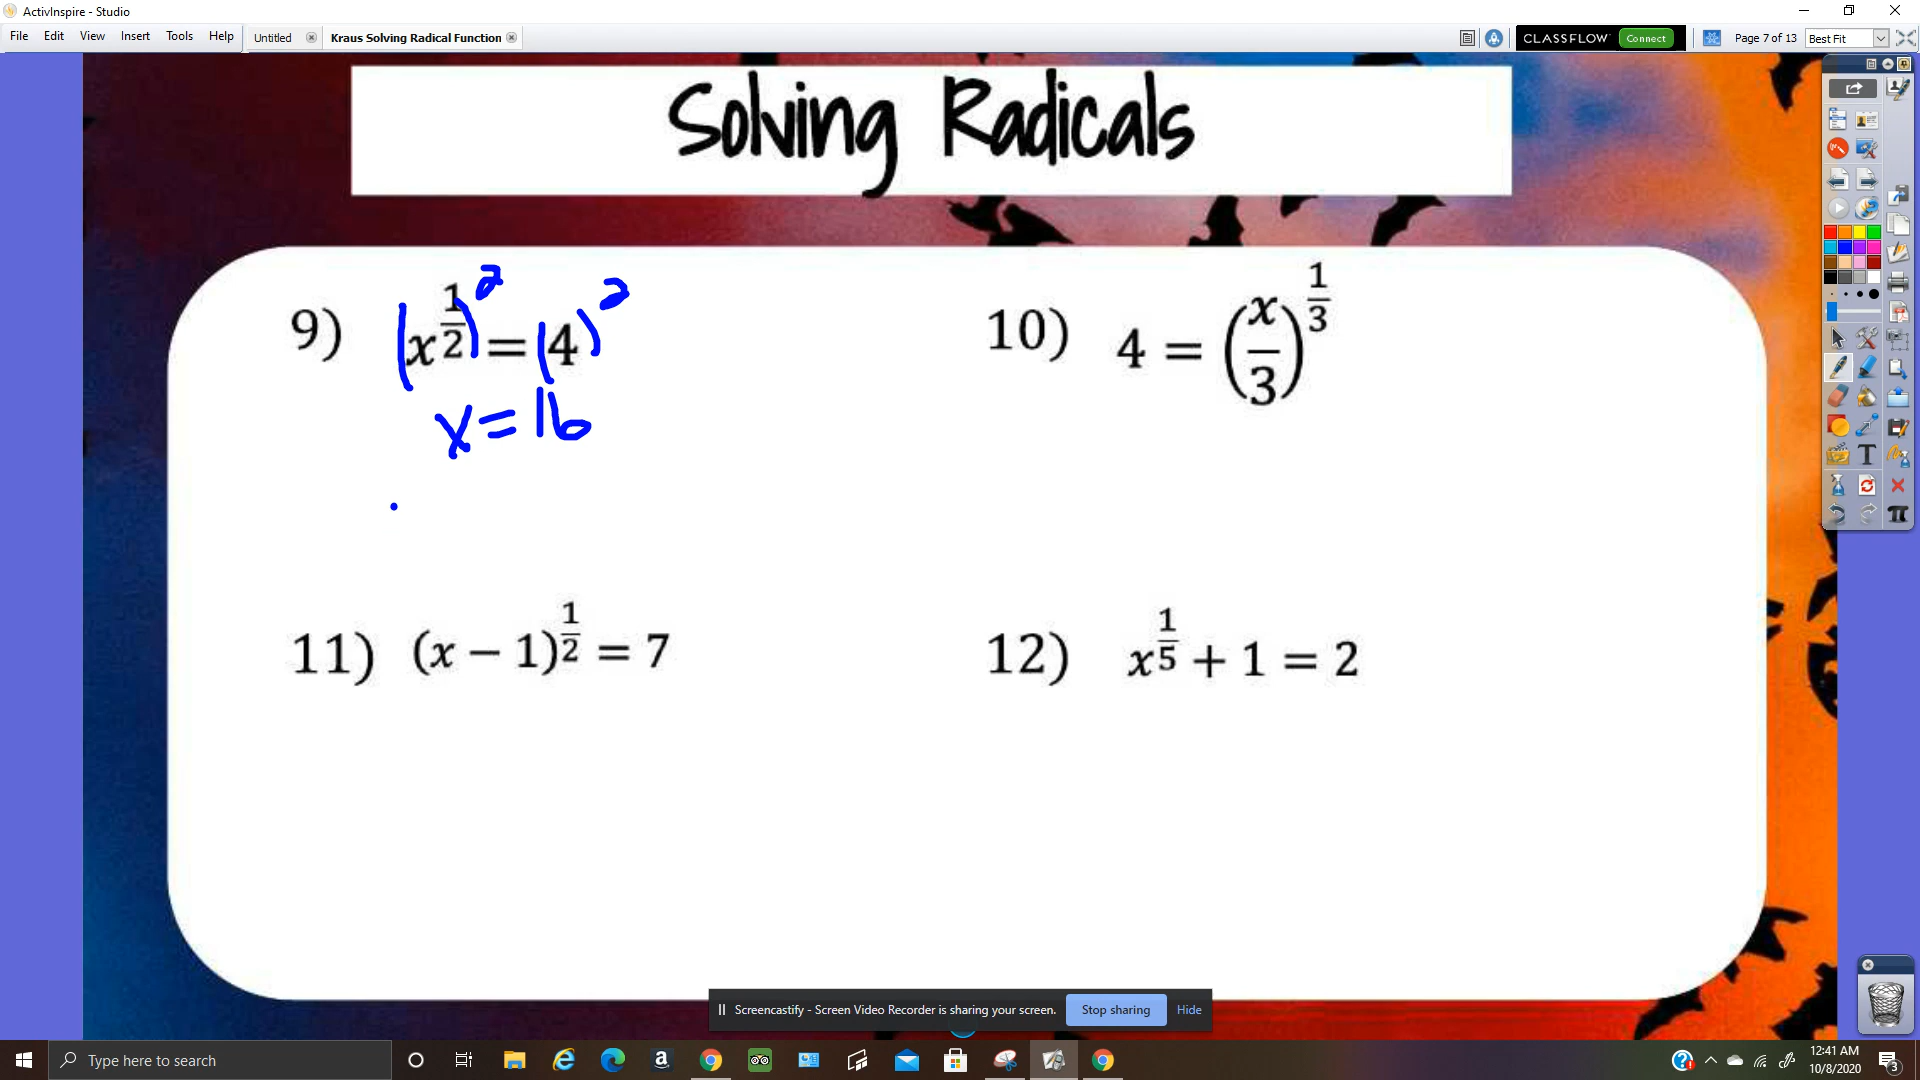 ActivInspire - Studio
File Edit View Insert Tools Help
Untitled
Kraus Solving Radical Function
CLASSFLOW Connect
Page 7 of 13
Best Fit
Solving Radicals
9) (x^(1/2))^2 = (4)^2
x = 16
10) 4 = (x/3)^(1/3)
11) (x − 1)^(1/2) = 7
12) x^(1/5) + 1 = 2
Screencastify - Screen Video Recorder is sharing your screen. Stop sharing Hide
Type here to search
12:41 AM
10/8/2020
3